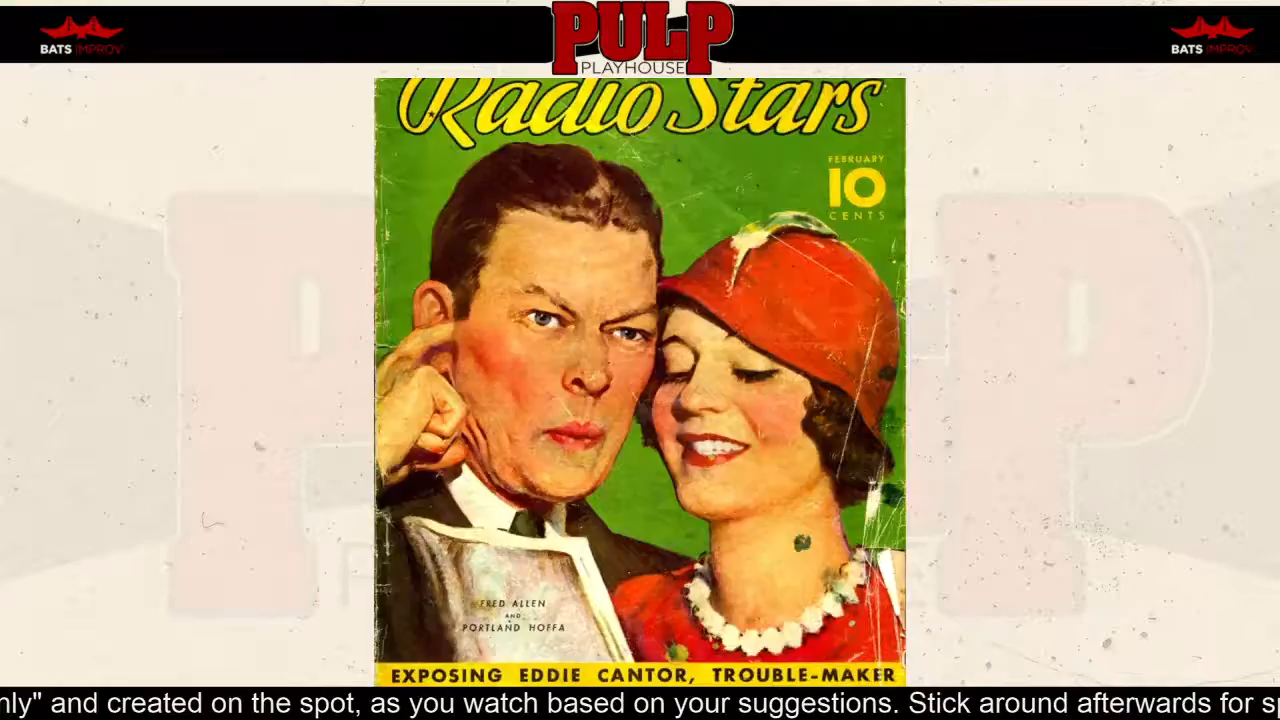 BATS IMPROV
PULP
PLAYHOUSE
BATS IMPROV
Radio Stars
FEBRUARY
10
CENTS
FRED ALLEN
AND
PORTLAND HOFFA
EXPOSING EDDIE CANTOR, TROUBLE-MAKER
nly" and created on the spot, as you watch based on your suggestions. Stick around afterwards for s